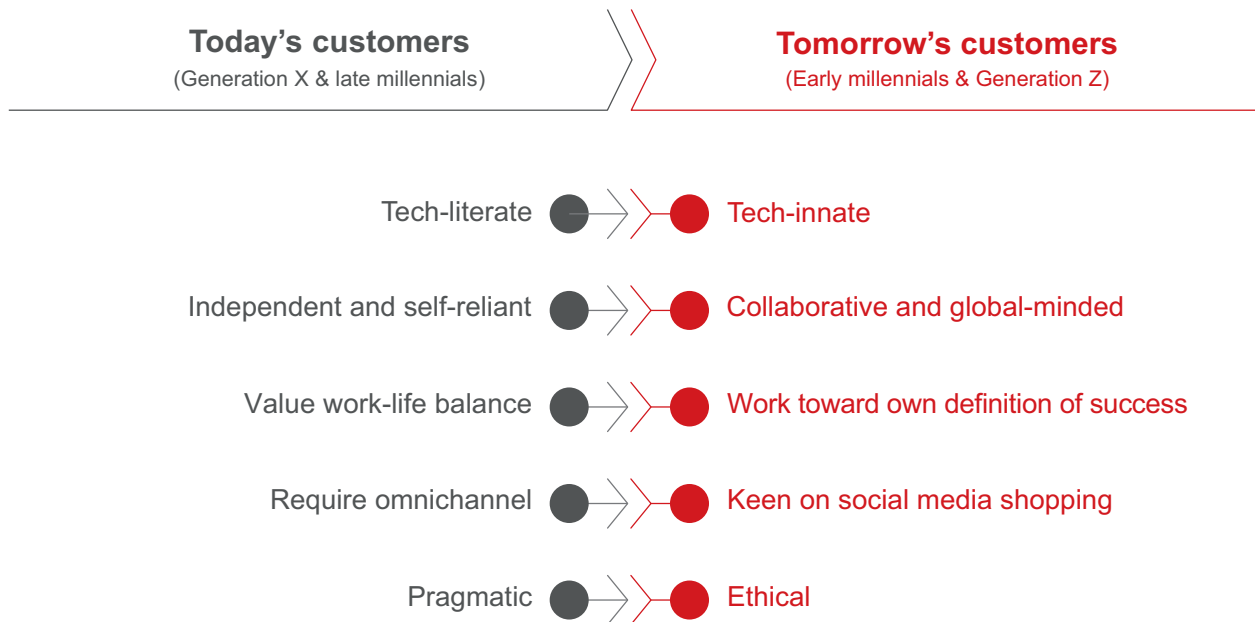 Today’s customers
(Generation X & late millennials)
Tomorrow’s customers
(Early millennials & Generation Z)
Tech-literate
Tech-innate
Independent and self-reliant
Collaborative and global-minded
Value work-life balance
Work toward own definition of success
Require omnichannel
Keen on social media shopping
Pragmatic
Ethical